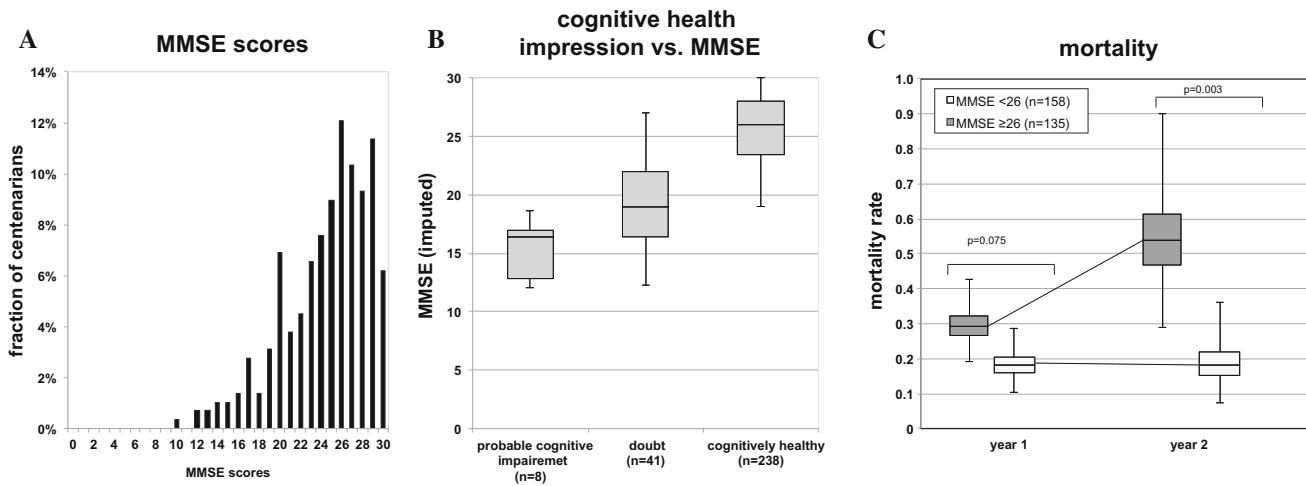 A
MMSE scores
14%
12%
10%
8%
6%
4%
2%
0%
fraction of centenarians
0 2 4 6 8 10 12 13 14 16 18 20 22 24 26 28 30
MMSE scores
B
cognitive health
impression vs. MMSE
30
25
20
15
10
5
0
MMSE (imputed)
probable cognitive
impairemet
(n=8)
doubt
(n=41)
cognitively healthy
(n=238)
C
mortality
1.0
0.9
0.8
0.7
0.6
0.5
0.4
0.3
0.2
0.1
0.0
mortality rate
MMSE <26 (n=158)
MMSE ≥26 (n=135)
p=0.003
p=0.075
year 1
year 2